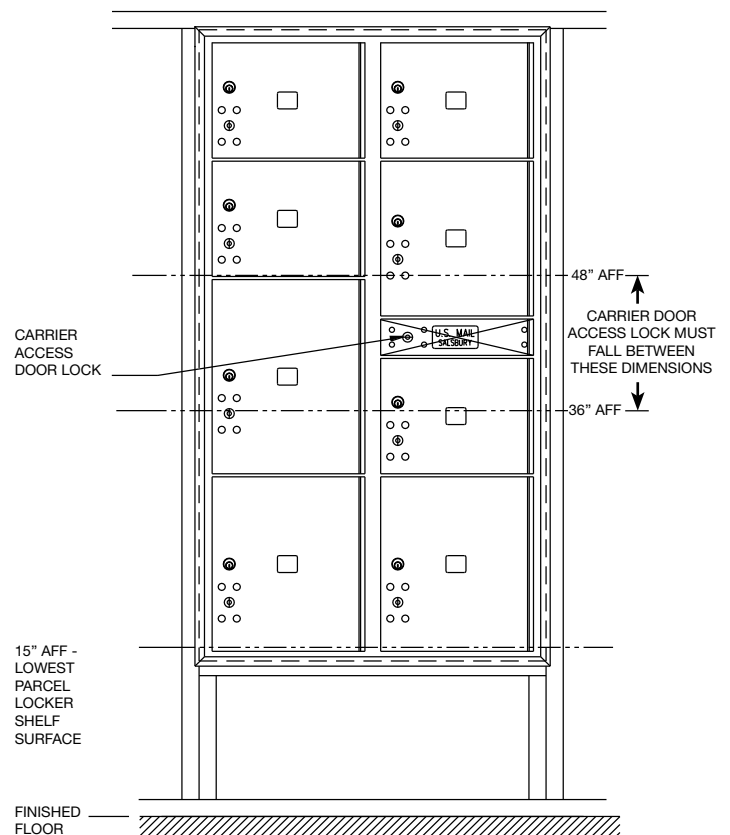 48” AFF
CARRIER DOOR
ACCESS LOCK MUST
FALL BETWEEN
THESE DIMENSIONS
U.S. MAIL
SALSBURY
CARRIER
ACCESS
DOOR LOCK
36” AFF
15” AFF -
LOWEST
PARCEL
LOCKER
SHELF
SURFACE
FINISHED
FLOOR